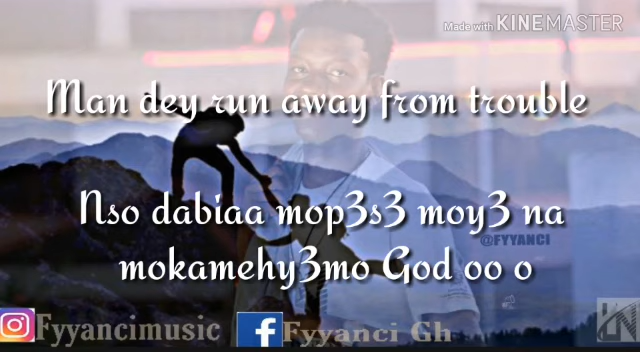 Made with KINEMASTER
Man dey run away from trouble
Nso dabiaa mop3s3 moy3 na
@FYYANCI
mokamehy3mo God oo o
Fyyancimusic
Fyyanci Gh